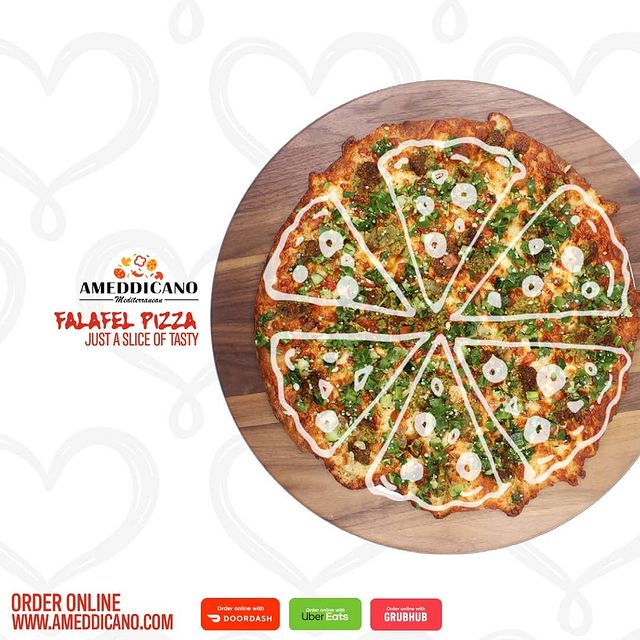 AMEDDICANO
Mediterranean
FALAFEL PIZZA
JUST A SLICE OF TASTY
ORDER ONLINE
WWW.AMEDDICANO.COM
Order online with
DOORDASH
Order online with
Uber Eats
Order online with
GRUBHUB